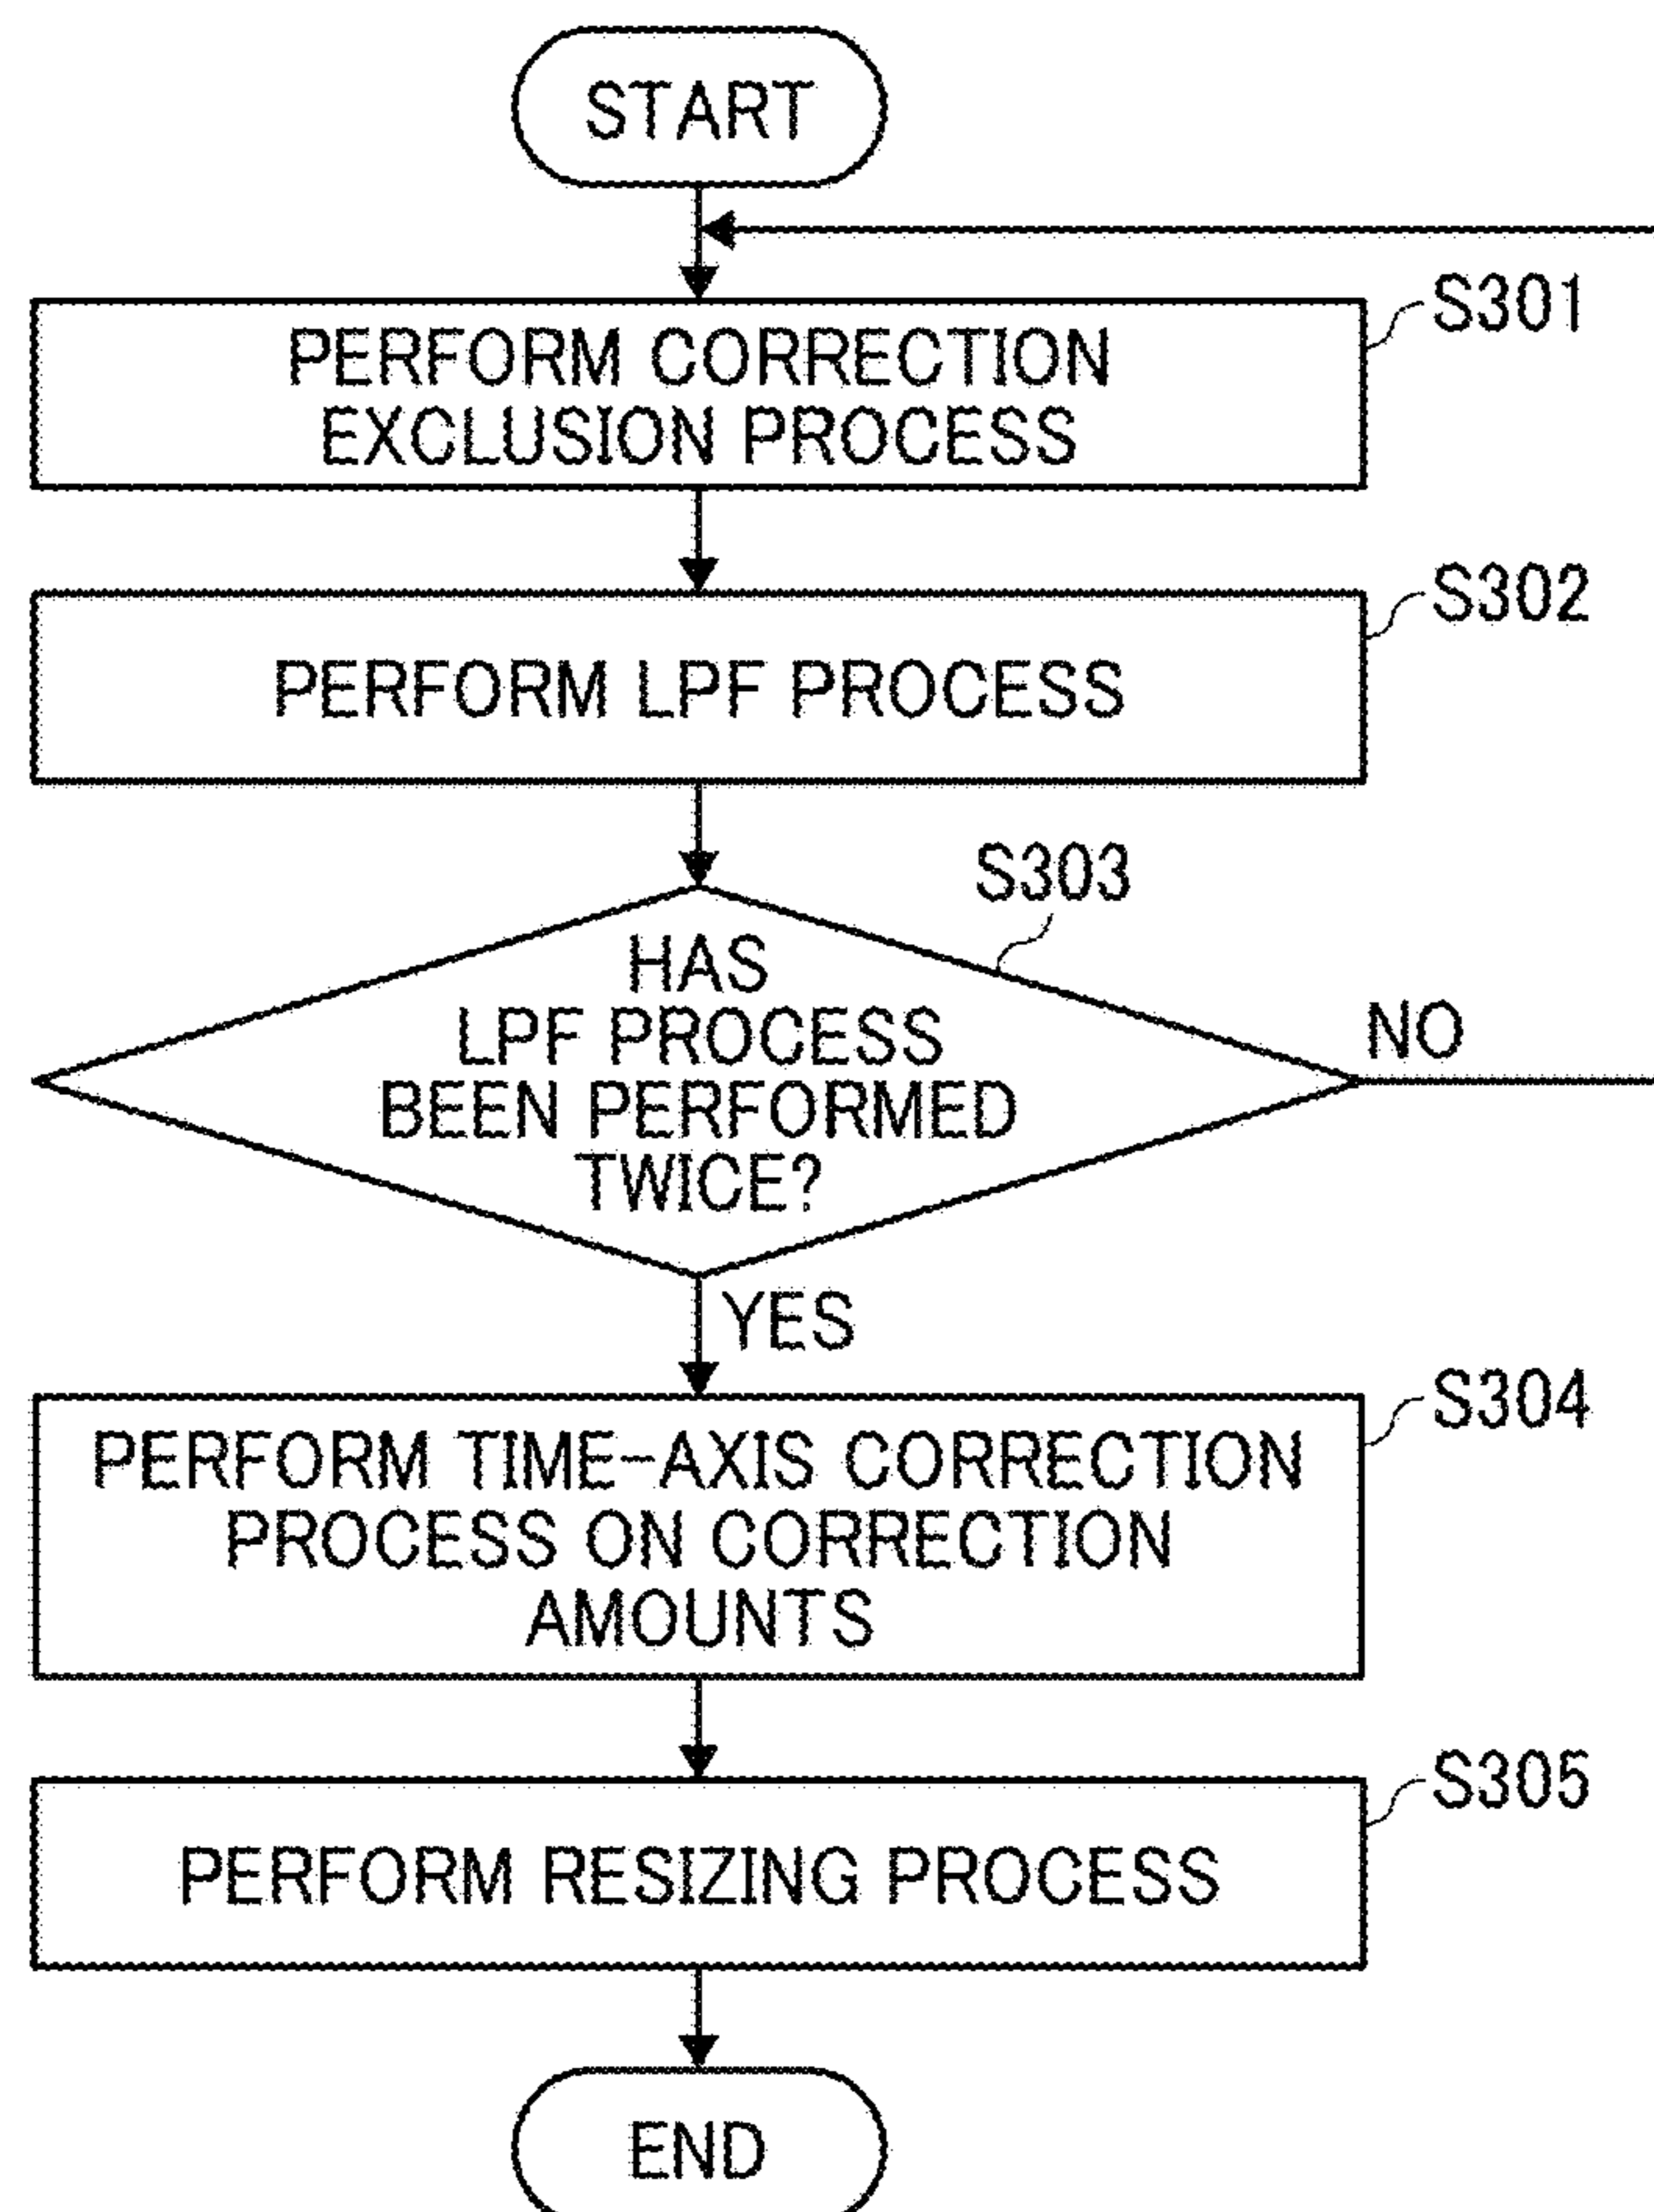 START
S301
PERFORM CORRECTION
EXCLUSION PROCESS
S302
PERFORM LPF PROCESS
S303
HAS
LPF PROCESS
BEEN PERFORMED
TWICE?
NO
YES
S304
PERFORM TIME-AXIS CORRECTION
PROCESS ON CORRECTION
AMOUNTS
S305
PERFORM RESIZING PROCESS
END